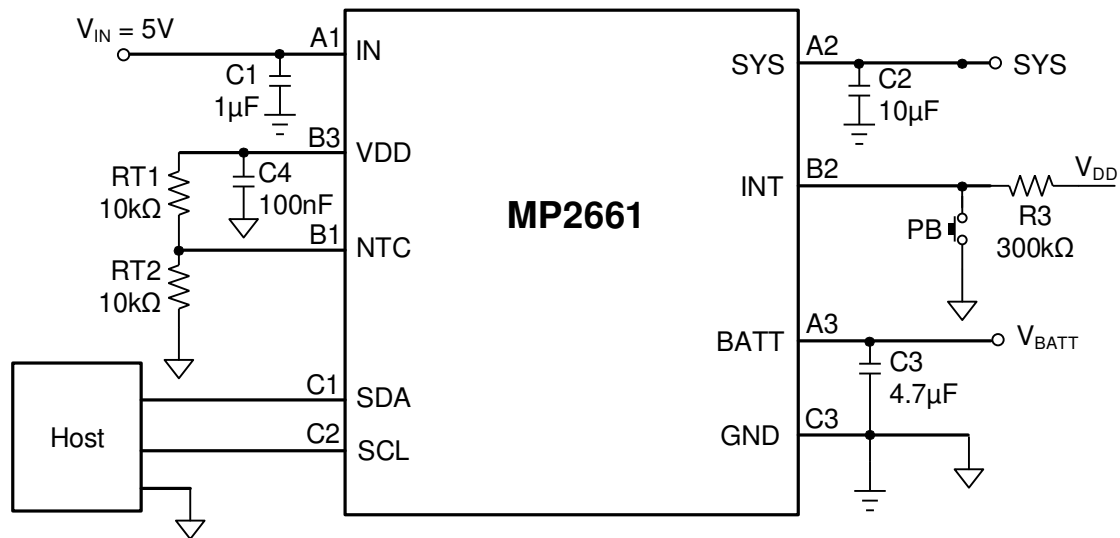 V_IN = 5V
A1
IN
C1
1µF
B3
VDD
RT1
10kΩ
C4
100nF
B1
NTC
RT2
10kΩ
Host
C1
SDA
C2
SCL
MP2661
A2
SYS
SYS
C2
10µF
B2
INT
V_DD
R3
300kΩ
PB
A3
BATT
V_BATT
C3
4.7µF
C3
GND